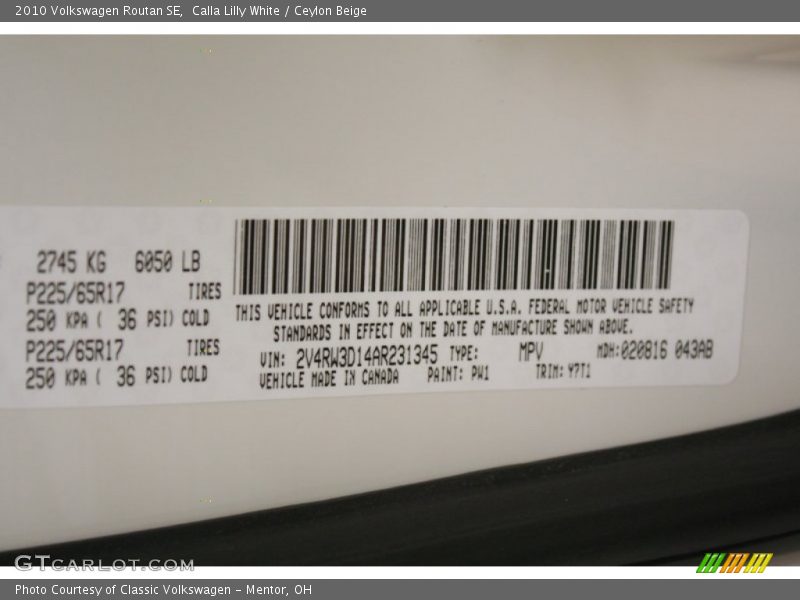 2010 Volkswagen Routan SE, Calla Lilly White / Ceylon Beige
2745 KG 6050 LB
P225/65R17 TIRES
250 KPA ( 36 PSI) COLD
P225/65R17 TIRES
250 KPA ( 36 PSI) COLD
THIS VEHICLE CONFORMS TO ALL APPLICABLE U.S.A. FEDERAL MOTOR VEHICLE SAFETY
STANDARDS IN EFFECT ON THE DATE OF MANUFACTURE SHOWN ABOVE.
VIN: 2V4RW3D14AR231345 TYPE: MPV MDH:020816 043AB
VEHICLE MADE IN CANADA PAINT: PW1 TRIM: Y7T1
GTCARLOT.COM
Photo Courtesy of Classic Volkswagen - Mentor, OH